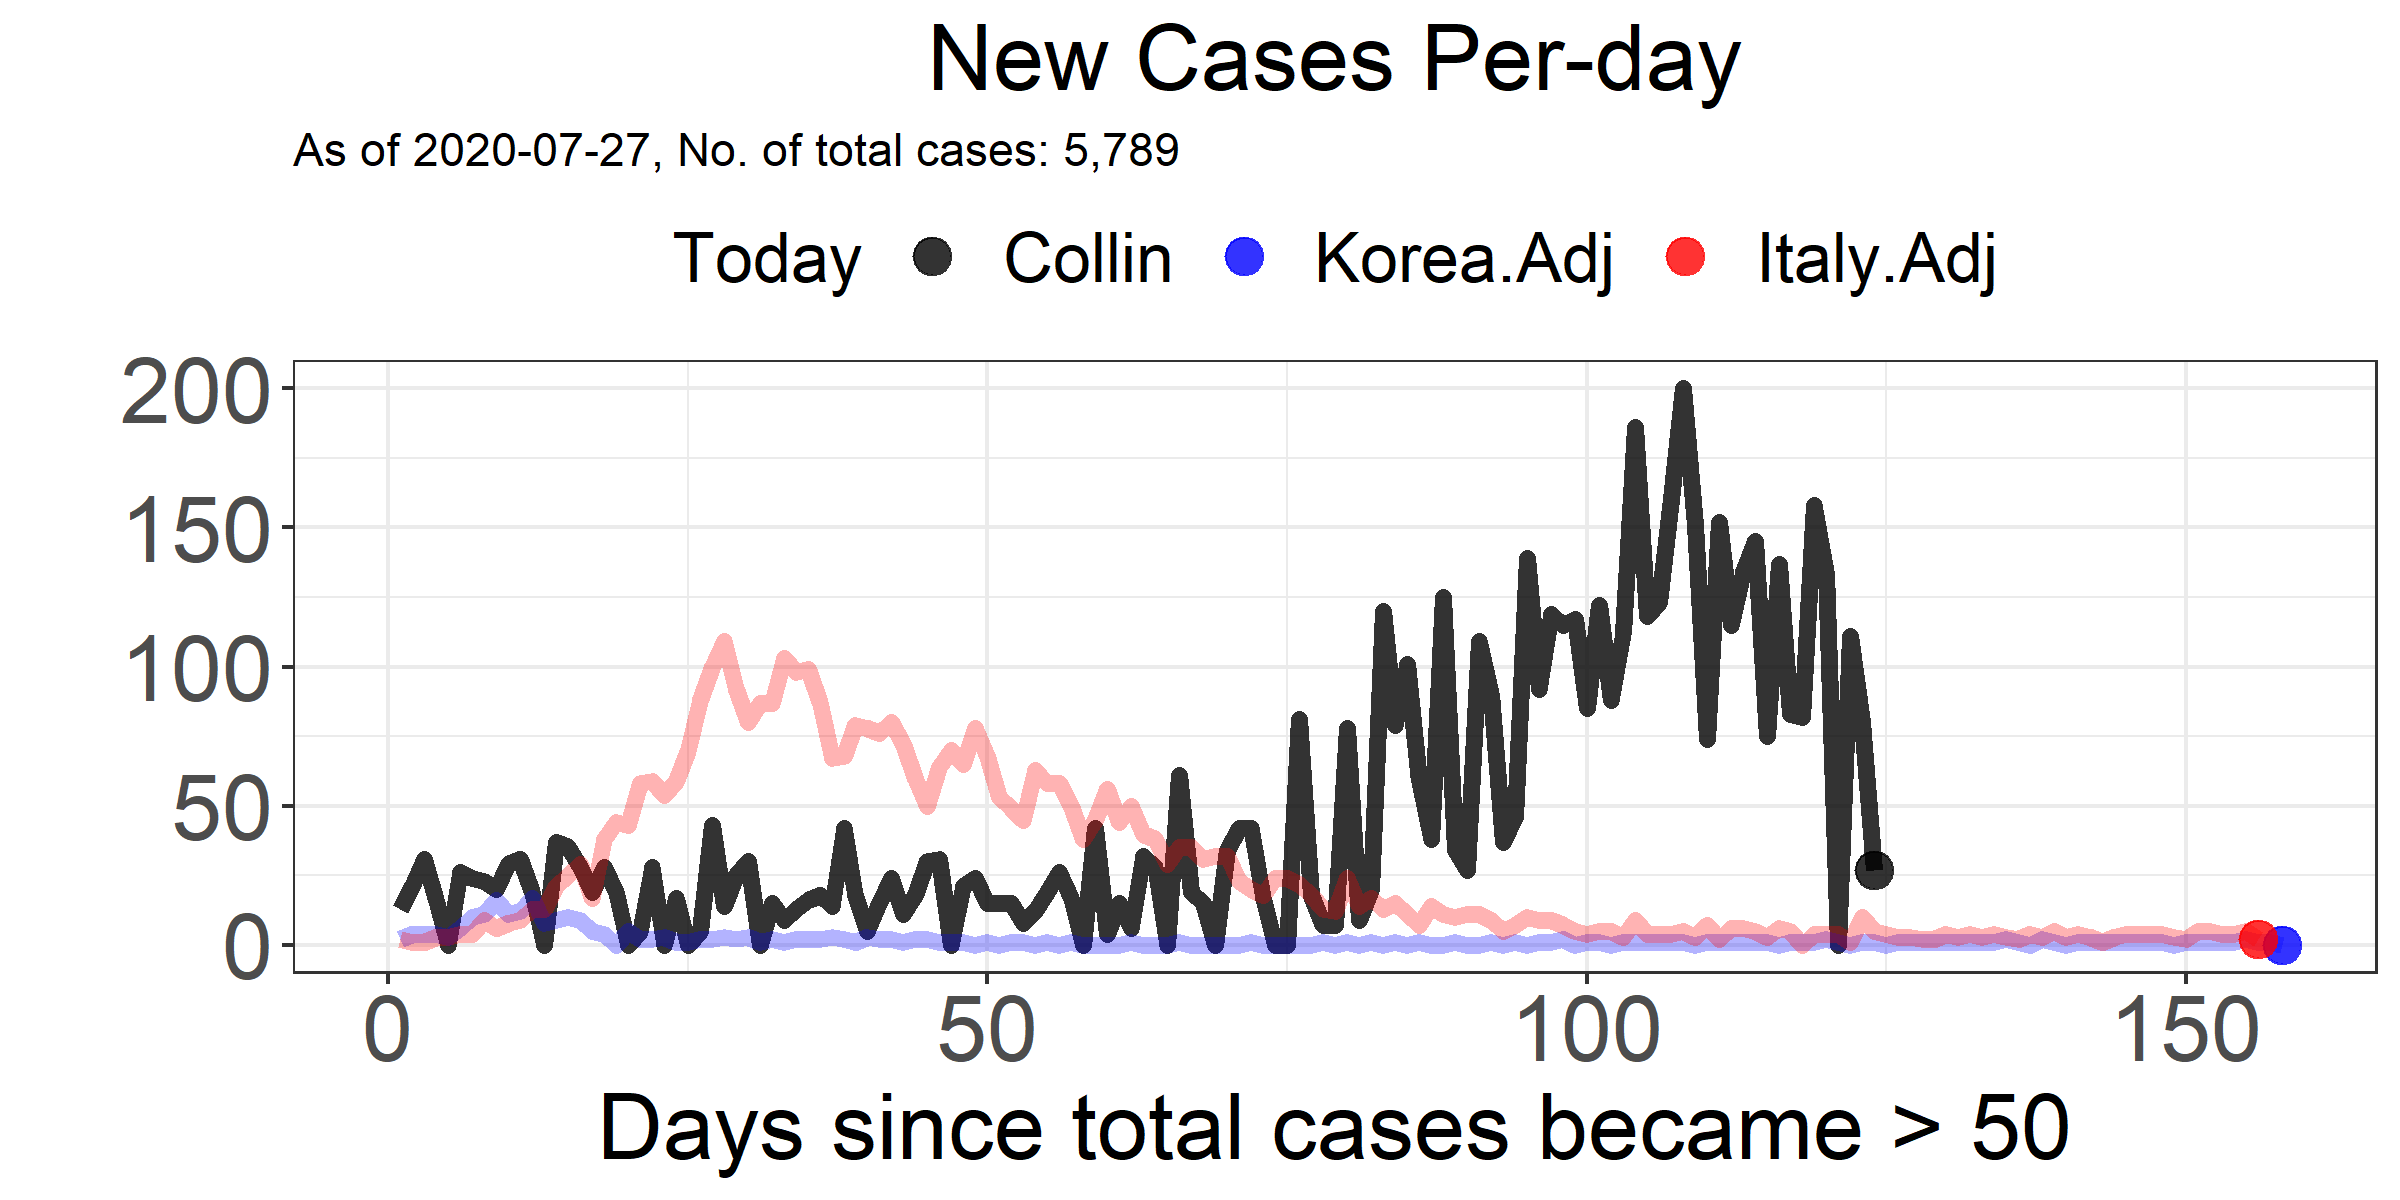 New Cases Per-day
As of 2020-07-27, No. of total cases: 5,789
Today Collin Korea.Adj Italy.Adj
200
150
100
50
0
0 50 100 150
Days since total cases became > 50